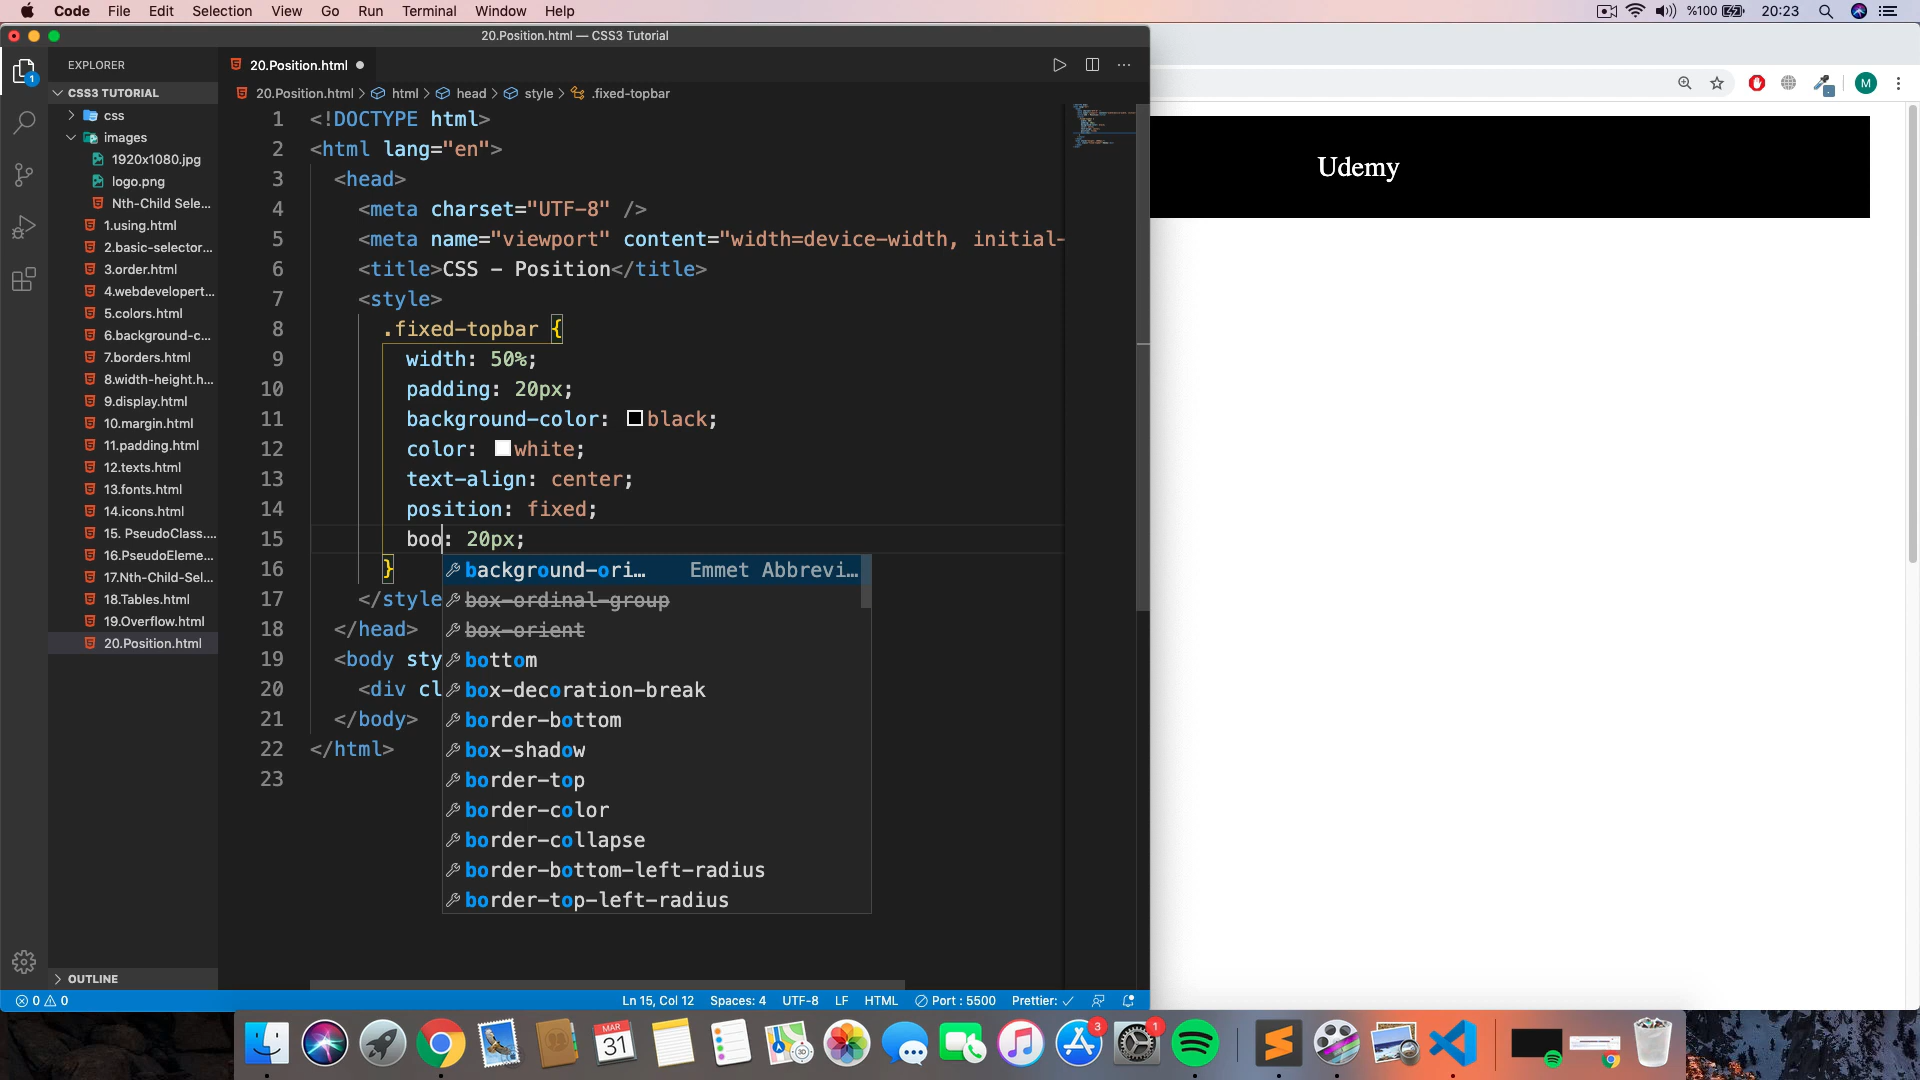 Code File Edit Selection View Go Run Terminal Window Help %100 20:23
20.Position.html — CSS3 Tutorial
EXPLORER
20.Position.html
CSS3 TUTORIAL
20.Position.html > html > head > style > .fixed-topbar
M
css
images
1920x1080.jpg
logo.png
Nth-Child Sele...
1.using.html
2.basic-selector...
3.order.html
4.webdevelopert...
5.colors.html
6.background-c...
7.borders.html
8.width-height.h...
9.display.html
10.margin.html
11.padding.html
12.texts.html
13.fonts.html
14.icons.html
15. PseudoClass....
16.PseudoEleme...
17.Nth-Child-Sel...
18.Tables.html
19.Overflow.html
20.Position.html
OUTLINE
1 <!DOCTYPE html>
2 <html lang="en">
3 <head>
4 <meta charset="UTF-8" />
5 <meta name="viewport" content="width=device-width, initial-
6 <title>CSS - Position</title>
7 <style>
8 .fixed-topbar {
9 width: 50%;
10 padding: 20px;
11 background-color: black;
12 color: white;
13 text-align: center;
14 position: fixed;
15 boo: 20px;
16 }
17 </style
18 </head>
19 <body sty
20 <div cl
21 </body>
22 </html>
23
background-ori... Emmet Abbrevi...
box-ordinal-group
box-orient
bottom
box-decoration-break
border-bottom
box-shadow
border-top
border-color
border-collapse
border-bottom-left-radius
border-top-left-radius
Udemy
0 0 Ln 15, Col 12 Spaces: 4 UTF-8 LF HTML Port : 5500 Prettier: ✓
1
MAR
31
3
1